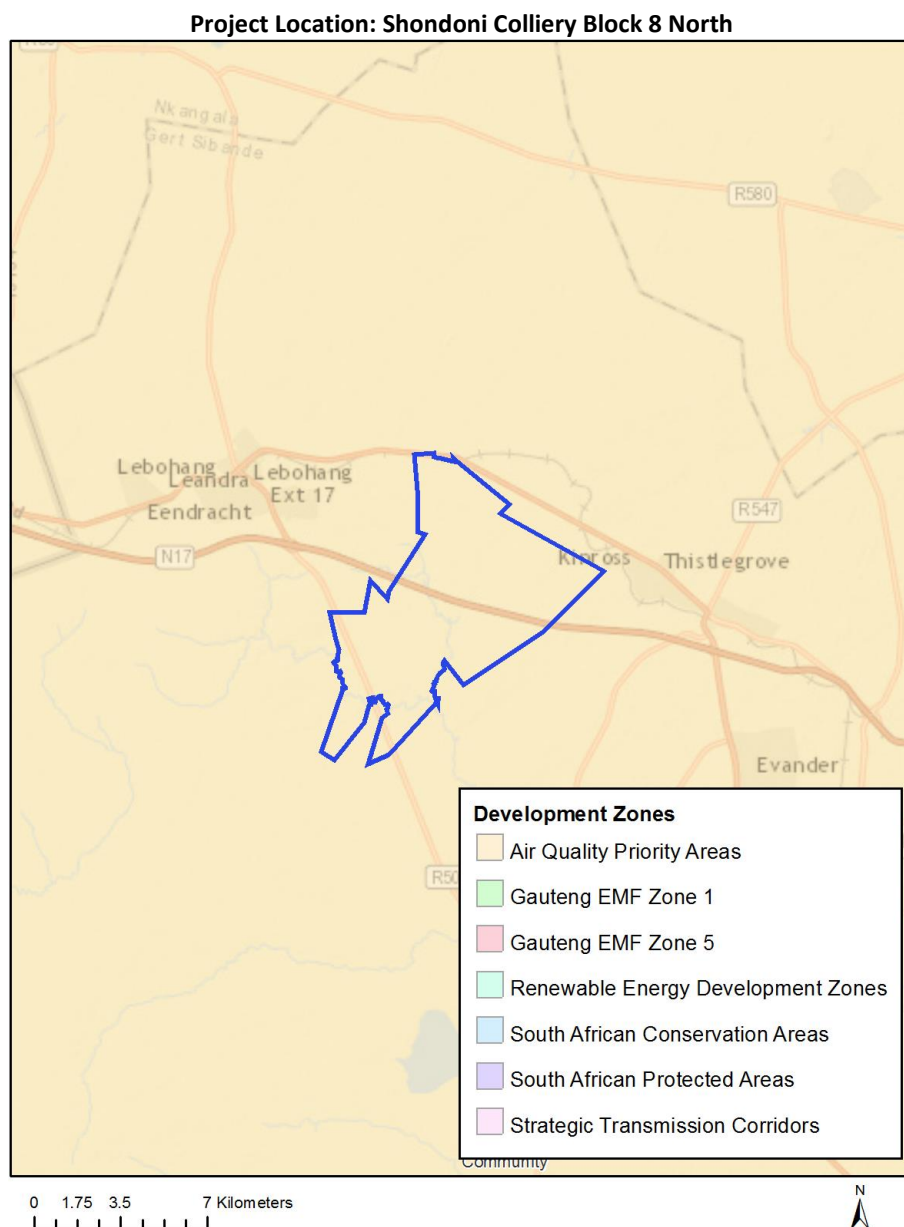 Project Location: Shondoni Colliery Block 8 North
Nkangala
Gert Sibande
R580
Lebohang
Leandra
Lebohang
Ext 17
Eendracht
R547
N17
Kinross
Thistlegrove
Evander
R50
Development Zones
Air Quality Priority Areas
Gauteng EMF Zone 1
Gauteng EMF Zone 5
Renewable Energy Development Zones
South African Conservation Areas
South African Protected Areas
Strategic Transmission Corridors
Community
0 1.75 3.5 7 Kilometers
N